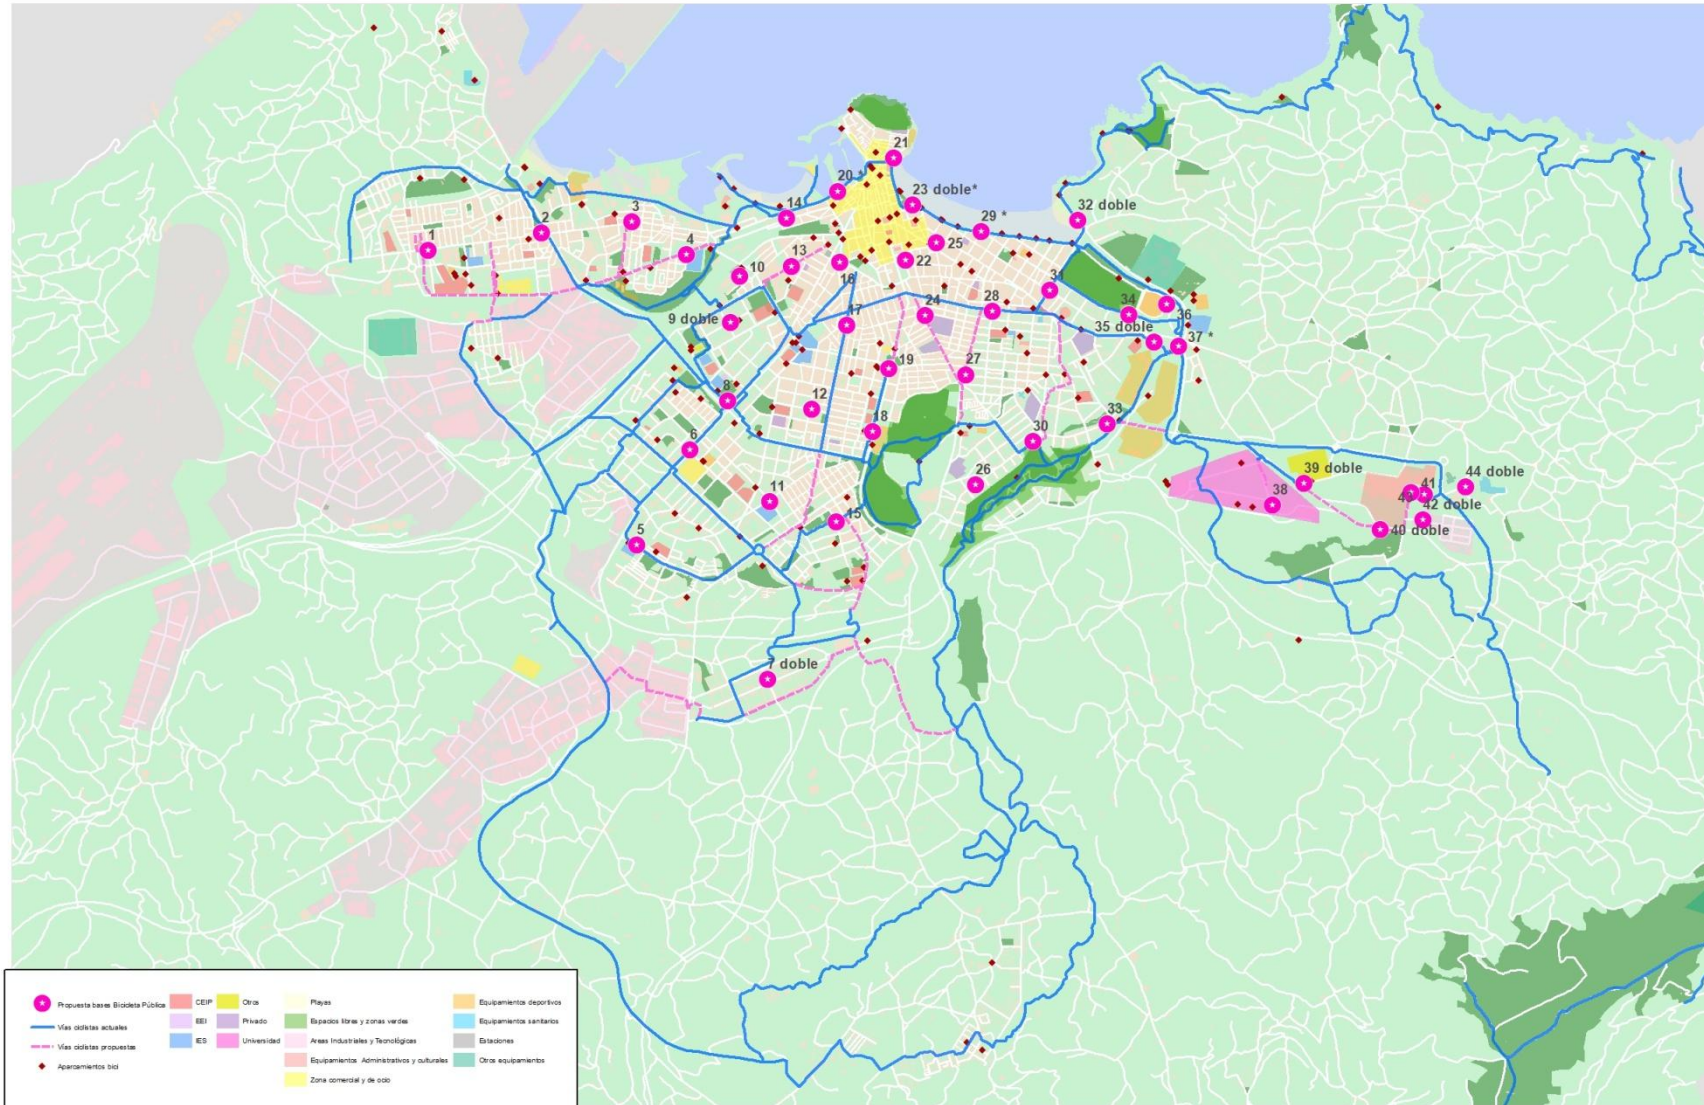 21
20 *
23 doble*
32 doble
14
3
29 *
2
25
1
4
13
22
10
16
31
34
36
28
24
9 doble
17
35 doble
37 *
19
27
8
12
18
33
30
6
39 doble
44 doble
41
26
38
11
42 doble
15
40 doble
5
7 doble
Propuesta bases Bicicleta Pública
Vías ciclistas actuales
Vías ciclistas propuestas
Aparcamientos bici
CEIP
EEI
IES
Otros
Privado
Universidad
Playas
Espacios libres y zonas verdes
Areas Industriales y Tecnológicas
Equipamientos Administrativos y culturales
Zona comercial y de ocio
Equipamientos deportivos
Equipamientos sanitarios
Estaciones
Otros equipamientos